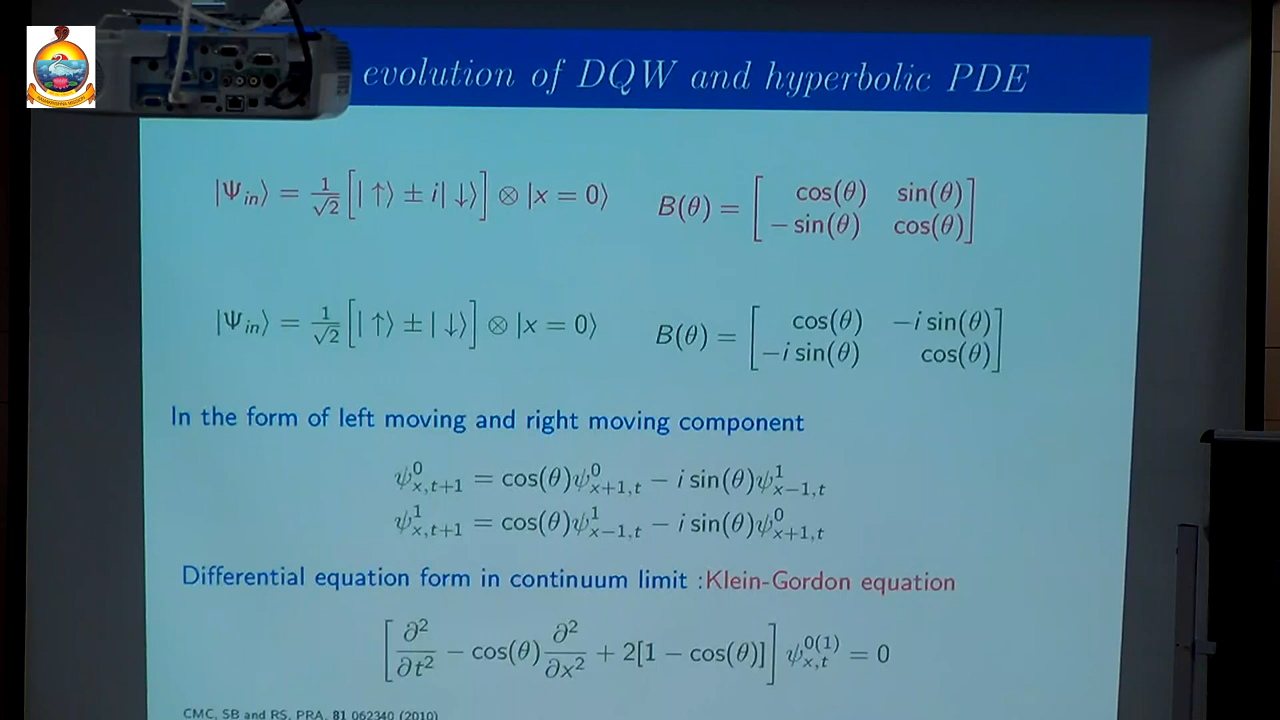 evolution of DQW and hyperbolic PDE
|Ψ_in⟩ = 1/√2 [|↑⟩ ± i|↓⟩] ⊗ |x = 0⟩ B(θ) = [cos(θ) sin(θ)
− sin(θ) cos(θ)]
|Ψ_in⟩ = 1/√2 [|↑⟩ ± |↓⟩] ⊗ |x = 0⟩ B(θ) = [cos(θ) −i sin(θ)
−i sin(θ) cos(θ)]
In the form of left moving and right moving component
ψ^0_{x,t+1} = cos(θ)ψ^0_{x+1,t} − i sin(θ)ψ^1_{x−1,t}
ψ^1_{x,t+1} = cos(θ)ψ^1_{x−1,t} − i sin(θ)ψ^0_{x+1,t}
Differential equation form in continuum limit :Klein-Gordon equation
[∂²/∂t² − cos(θ) ∂²/∂x² + 2[1 − cos(θ)]] ψ^{0(1)}_{x,t} = 0
CMC, SB and RS, PRA, 81 062340 (2010)